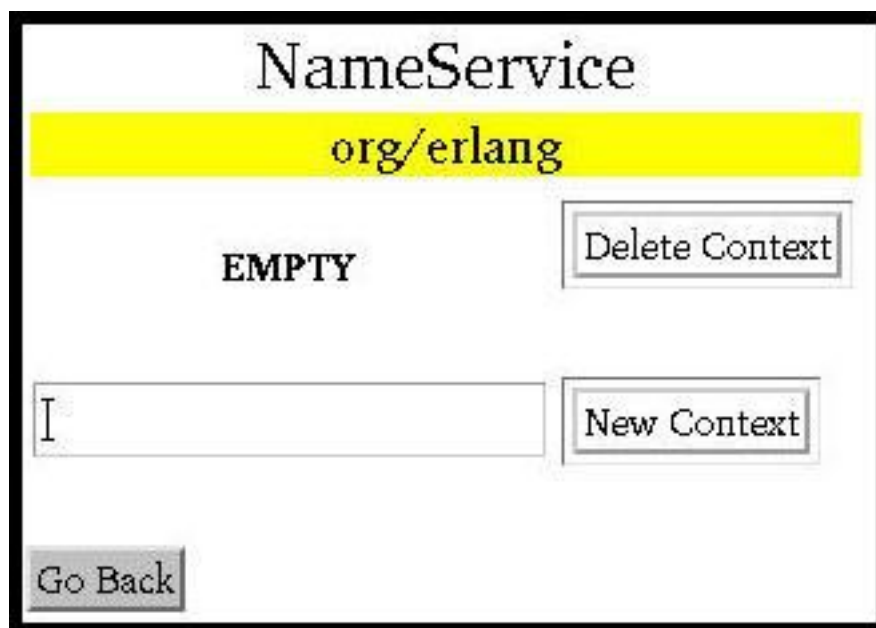 NameService
org/erlang
EMPTY
Delete Context
New Context
Go Back